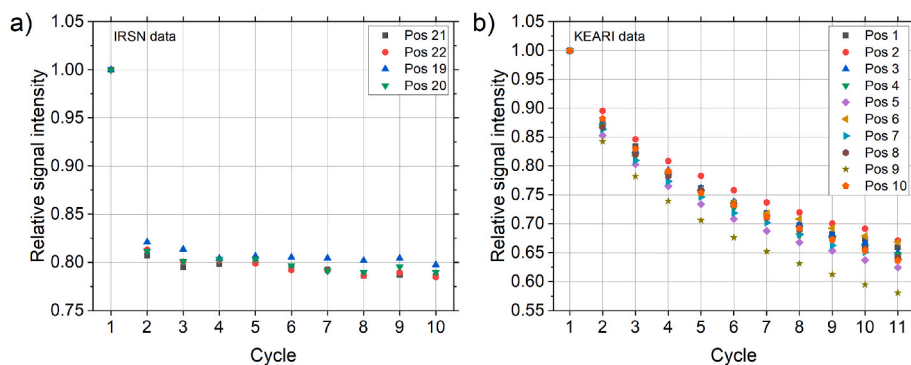 a)
IRSN data
Pos 21
Pos 22
Pos 19
Pos 20
Relative signal intensity
1.00
0.95
0.90
0.85
0.80
0.75
1 2 3 4 5 6 7 8 9 10
Cycle
b)
KEARI data
Pos 1
Pos 2
Pos 3
Pos 4
Pos 5
Pos 6
Pos 7
Pos 8
Pos 9
Pos 10
Relative signal intensity
1.00
0.95
0.90
0.85
0.80
0.75
0.70
0.65
0.60
0.55
1 2 3 4 5 6 7 8 9 10 11
Cycle